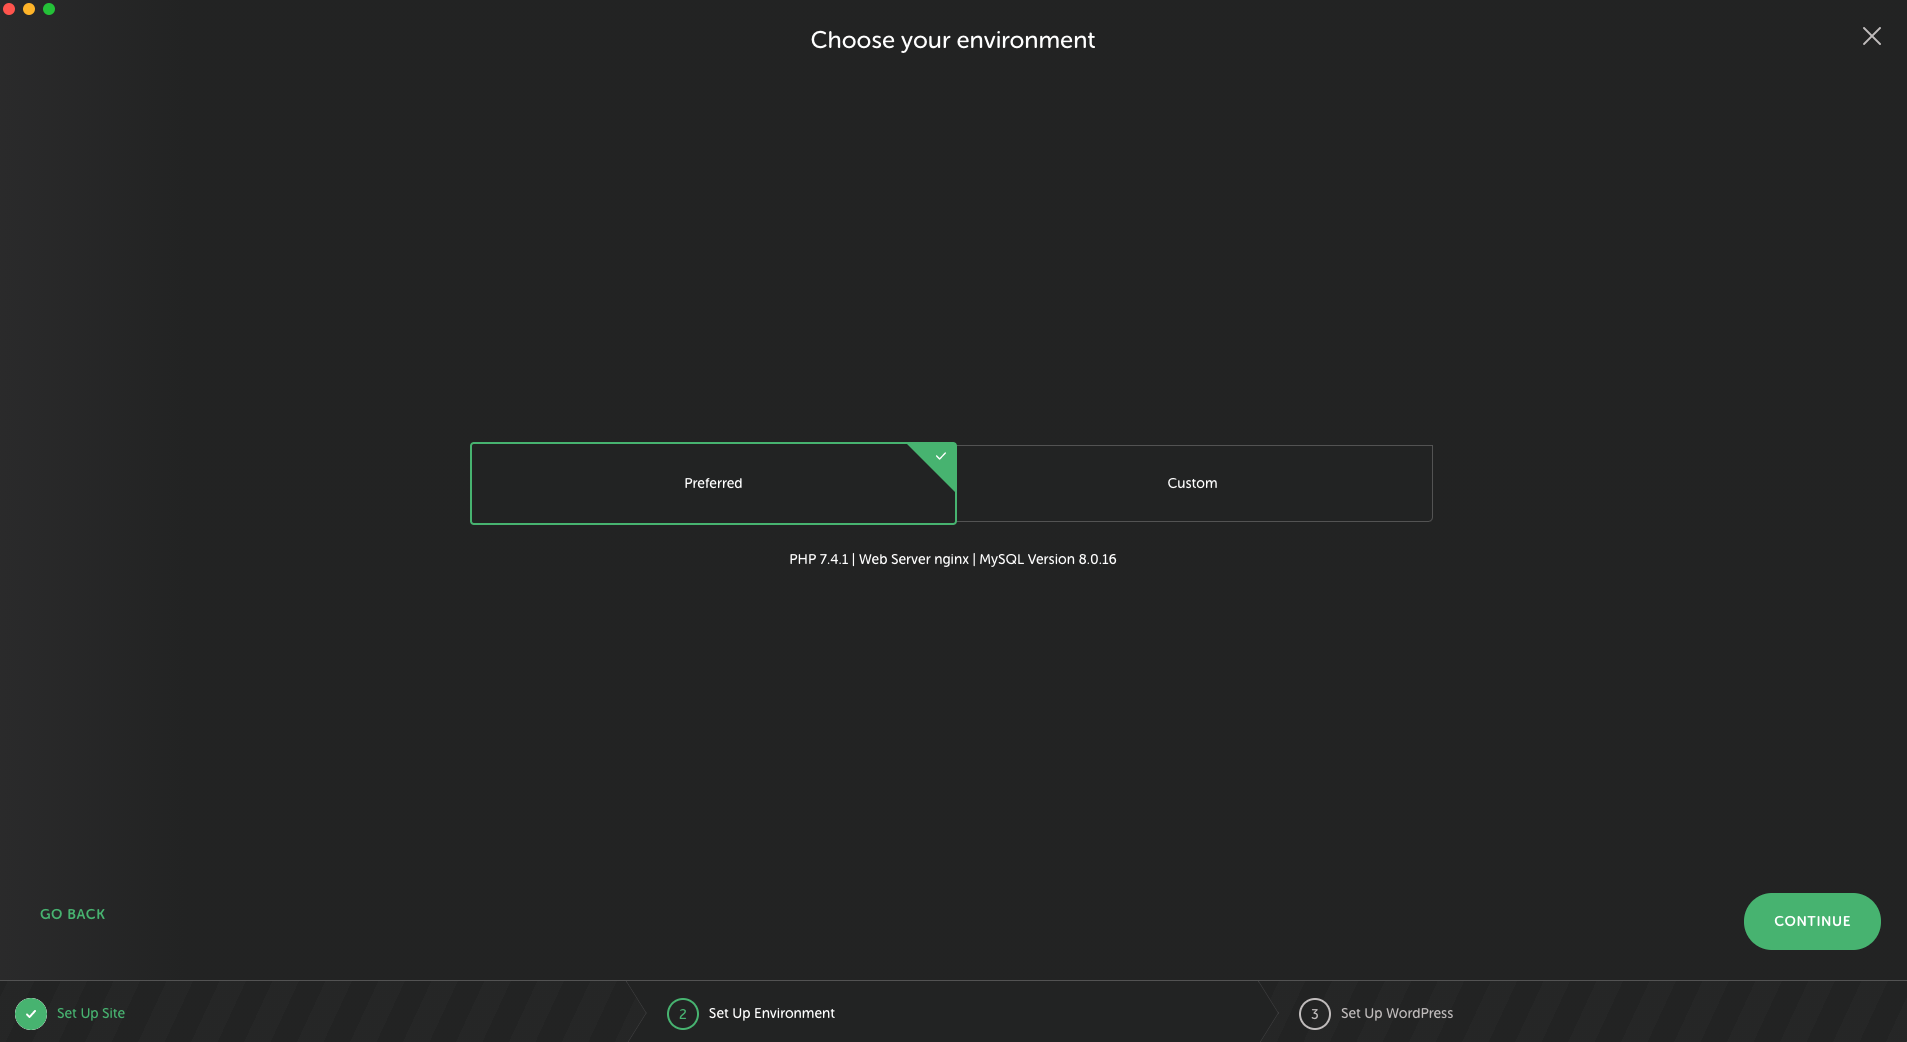 Choose your environment
Preferred
Custom
PHP 7.4.1 | Web Server nginx | MySQL Version 8.0.16
GO BACK
CONTINUE
Set Up Site
2 Set Up Environment
3 Set Up WordPress